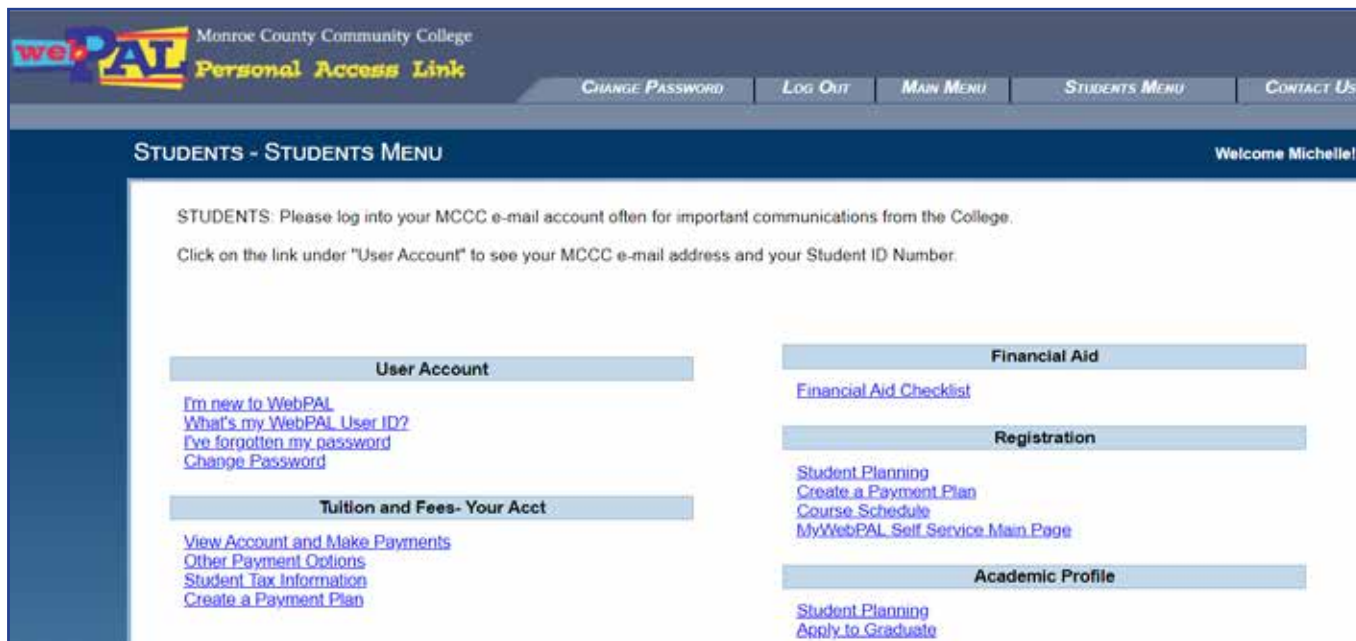 webPAL
Monroe County Community College
Personal Access Link
CHANGE PASSWORD
LOG OUT
MAIN MENU
STUDENTS MENU
CONTACT US
STUDENTS - STUDENTS MENU
Welcome Michelle!
STUDENTS: Please log into your MCCC e-mail account often for important communications from the College.
Click on the link under "User Account" to see your MCCC e-mail address and your Student ID Number.
User Account
I'm new to WebPAL
What's my WebPAL User ID?
I've forgotten my password
Change Password
Tuition and Fees- Your Acct
View Account and Make Payments
Other Payment Options
Student Tax Information
Create a Payment Plan
Financial Aid
Financial Aid Checklist
Registration
Student Planning
Create a Payment Plan
Course Schedule
MyWebPAL Self Service Main Page
Academic Profile
Student Planning
Apply to Graduate